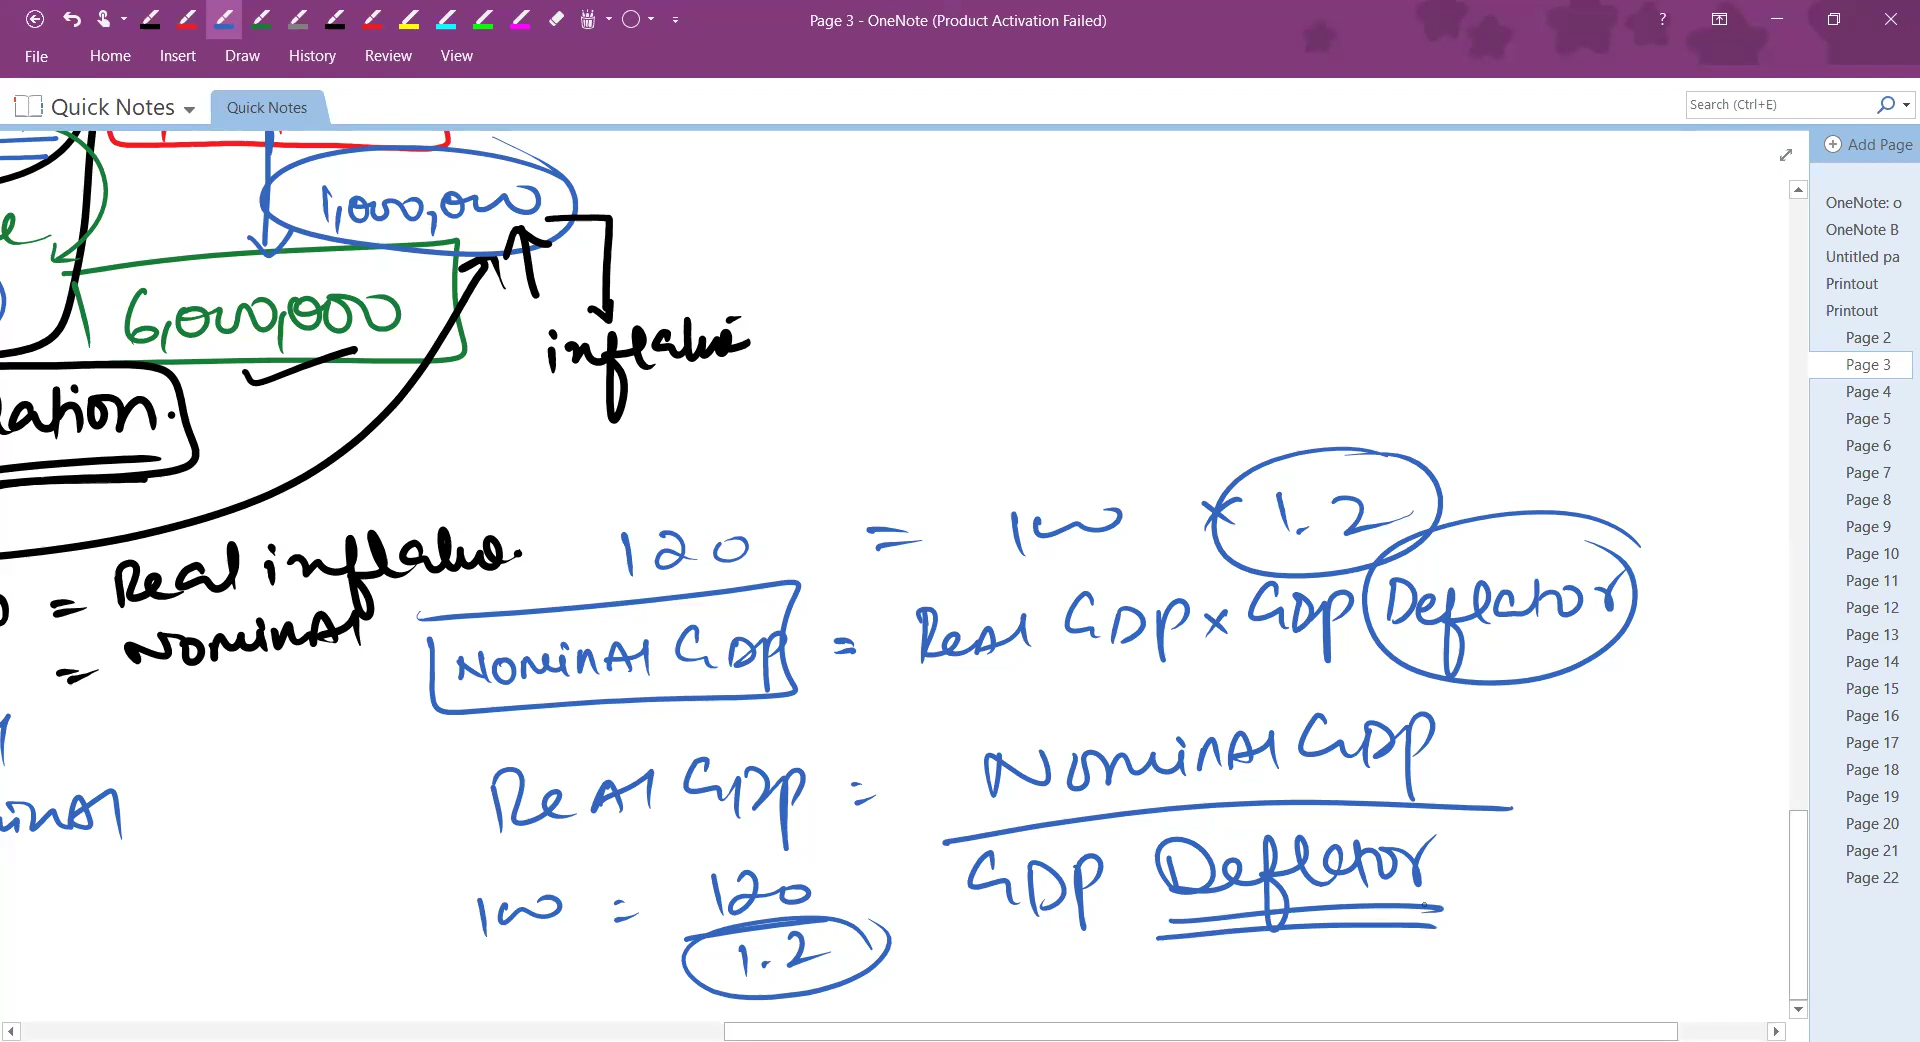 Page 3 - OneNote (Product Activation Failed)
?
File
Home
Insert
Draw
History
Review
View
Quick Notes
Quick Notes
Search (Ctrl+E)
Add Page
OneNote: o
OneNote B
Untitled pa
Printout
Printout
Page 2
Page 3
Page 4
Page 5
Page 6
Page 7
Page 8
Page 9
Page 10
Page 11
Page 12
Page 13
Page 14
Page 15
Page 16
Page 17
Page 18
Page 19
Page 20
Page 21
Page 22
1,000,000
e
6,000,000
inflation
ation.
120 = 100 × 1.2
= Real inflation.
= Nominal
Nominal GDP = Real GDP × GDP Deflator
Real GDP = Nominal GDP
GDP Defletor
inal
100 = 120
1.2